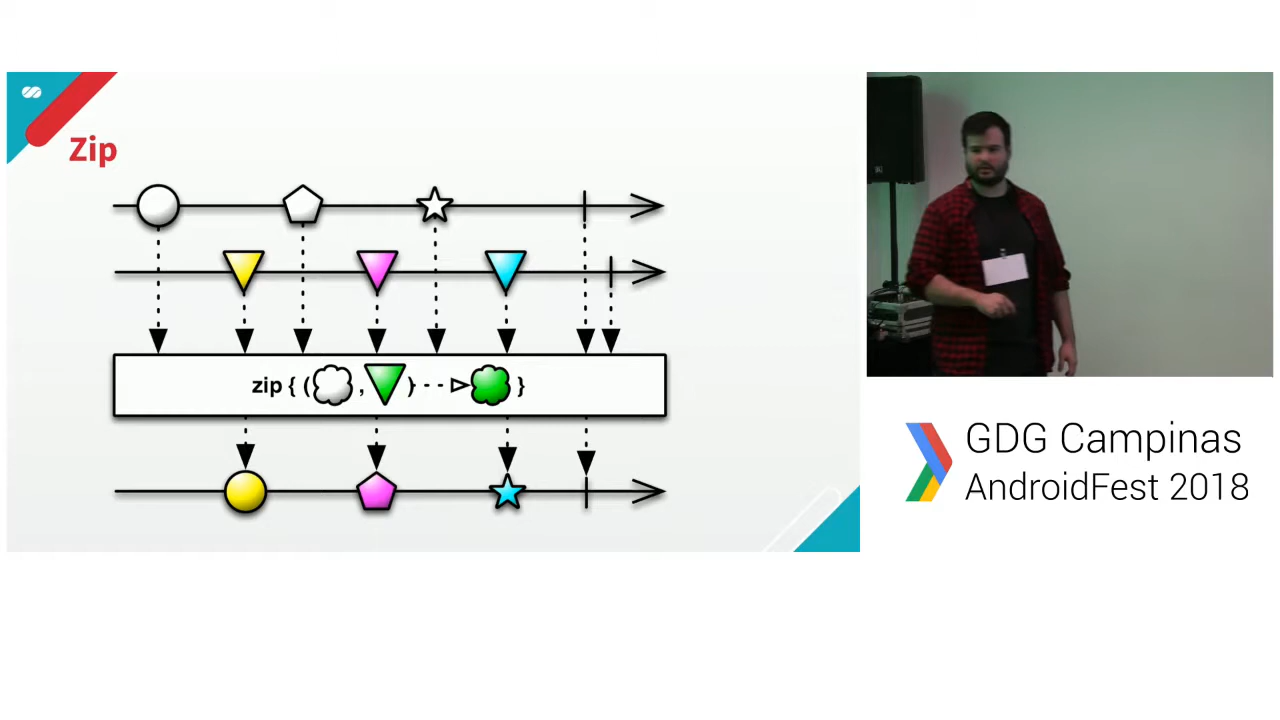 Zip
zip { ( , ) }
GDG Campinas
AndroidFest 2018